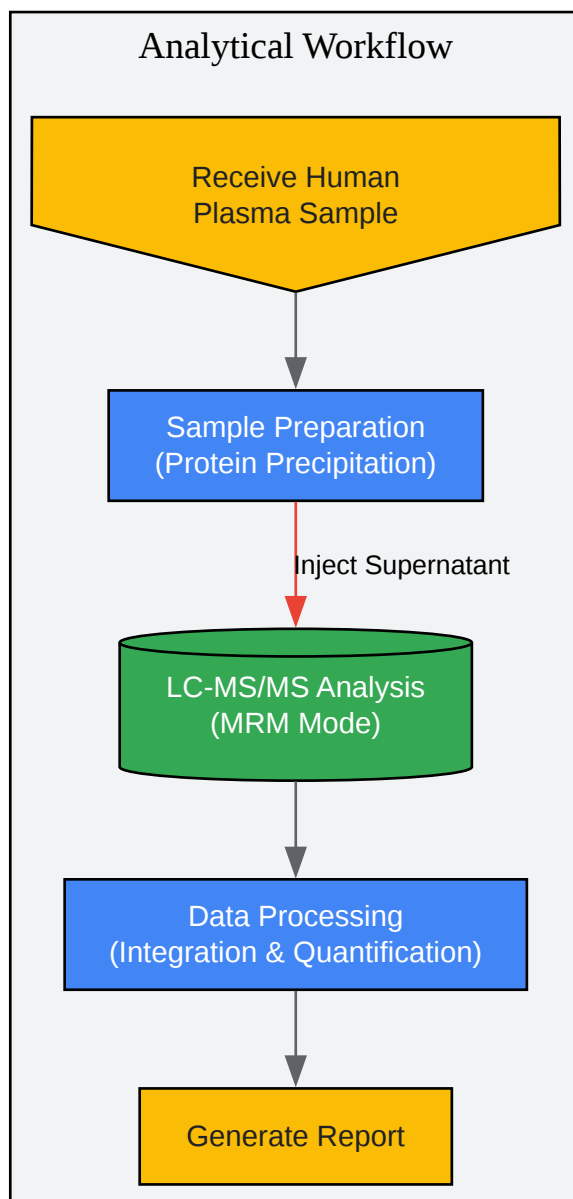 Analytical Workflow
Receive Human
Plasma Sample
Sample Preparation
(Protein Precipitation)
Inject Supernatant
LC-MS/MS Analysis
(MRM Mode)
Data Processing
(Integration & Quantification)
Generate Report